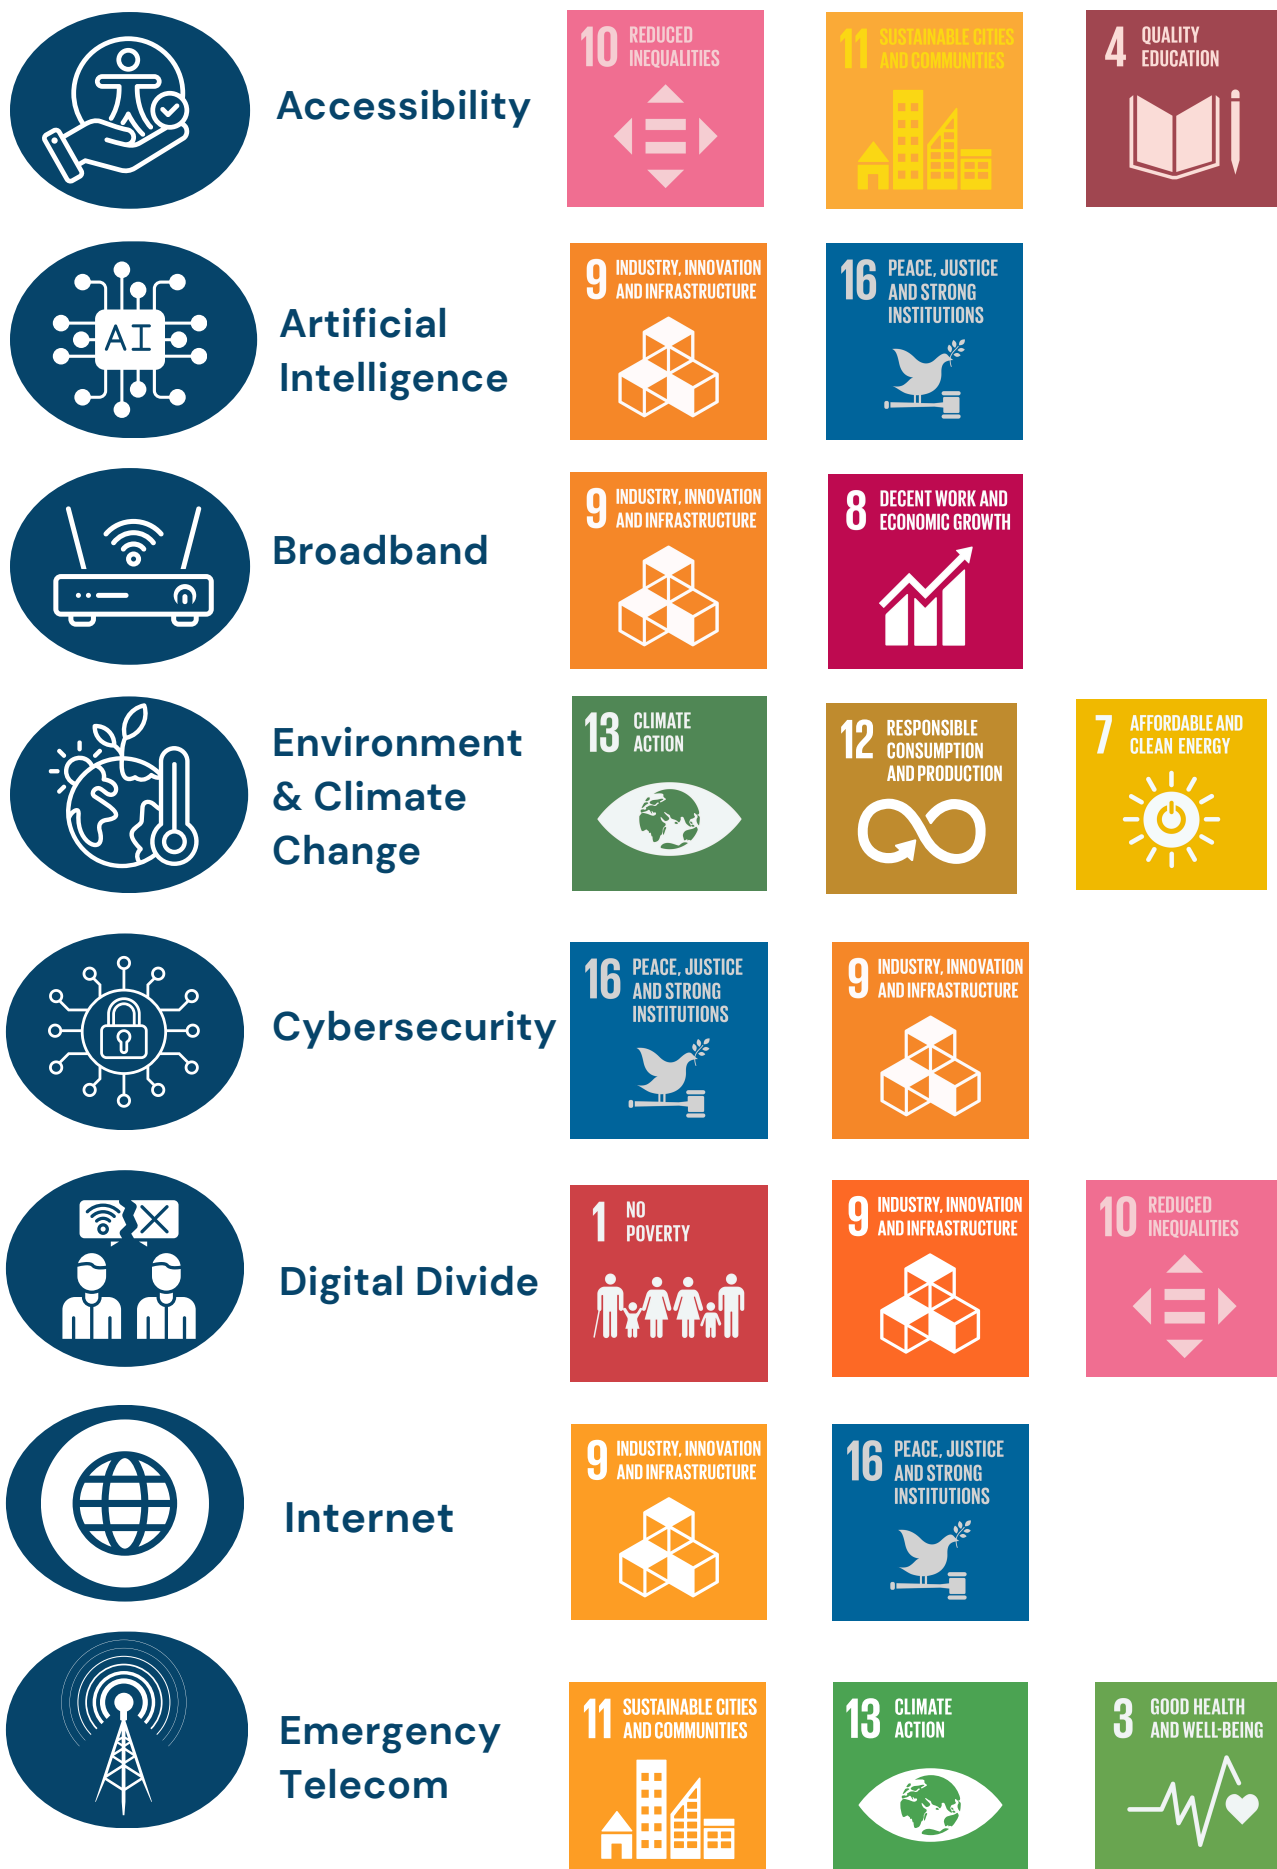 Accessibility
10 REDUCED
INEQUALITIES
11 SUSTAINABLE CITIES
AND COMMUNITIES
4 QUALITY
EDUCATION
AI
Artificial
Intelligence
9 INDUSTRY, INNOVATION
AND INFRASTRUCTURE
16 PEACE, JUSTICE
AND STRONG
INSTITUTIONS
Broadband
9 INDUSTRY, INNOVATION
AND INFRASTRUCTURE
8 DECENT WORK AND
ECONOMIC GROWTH
Environment
& Climate
Change
13 CLIMATE
ACTION
12 RESPONSIBLE
CONSUMPTION
AND PRODUCTION
7 AFFORDABLE AND
CLEAN ENERGY
Cybersecurity
16 PEACE, JUSTICE
AND STRONG
INSTITUTIONS
9 INDUSTRY, INNOVATION
AND INFRASTRUCTURE
Digital Divide
1 NO
POVERTY
9 INDUSTRY, INNOVATION
AND INFRASTRUCTURE
10 REDUCED
INEQUALITIES
Internet
9 INDUSTRY, INNOVATION
AND INFRASTRUCTURE
16 PEACE, JUSTICE
AND STRONG
INSTITUTIONS
Emergency
Telecom
11 SUSTAINABLE CITIES
AND COMMUNITIES
13 CLIMATE
ACTION
3 GOOD HEALTH
AND WELL-BEING